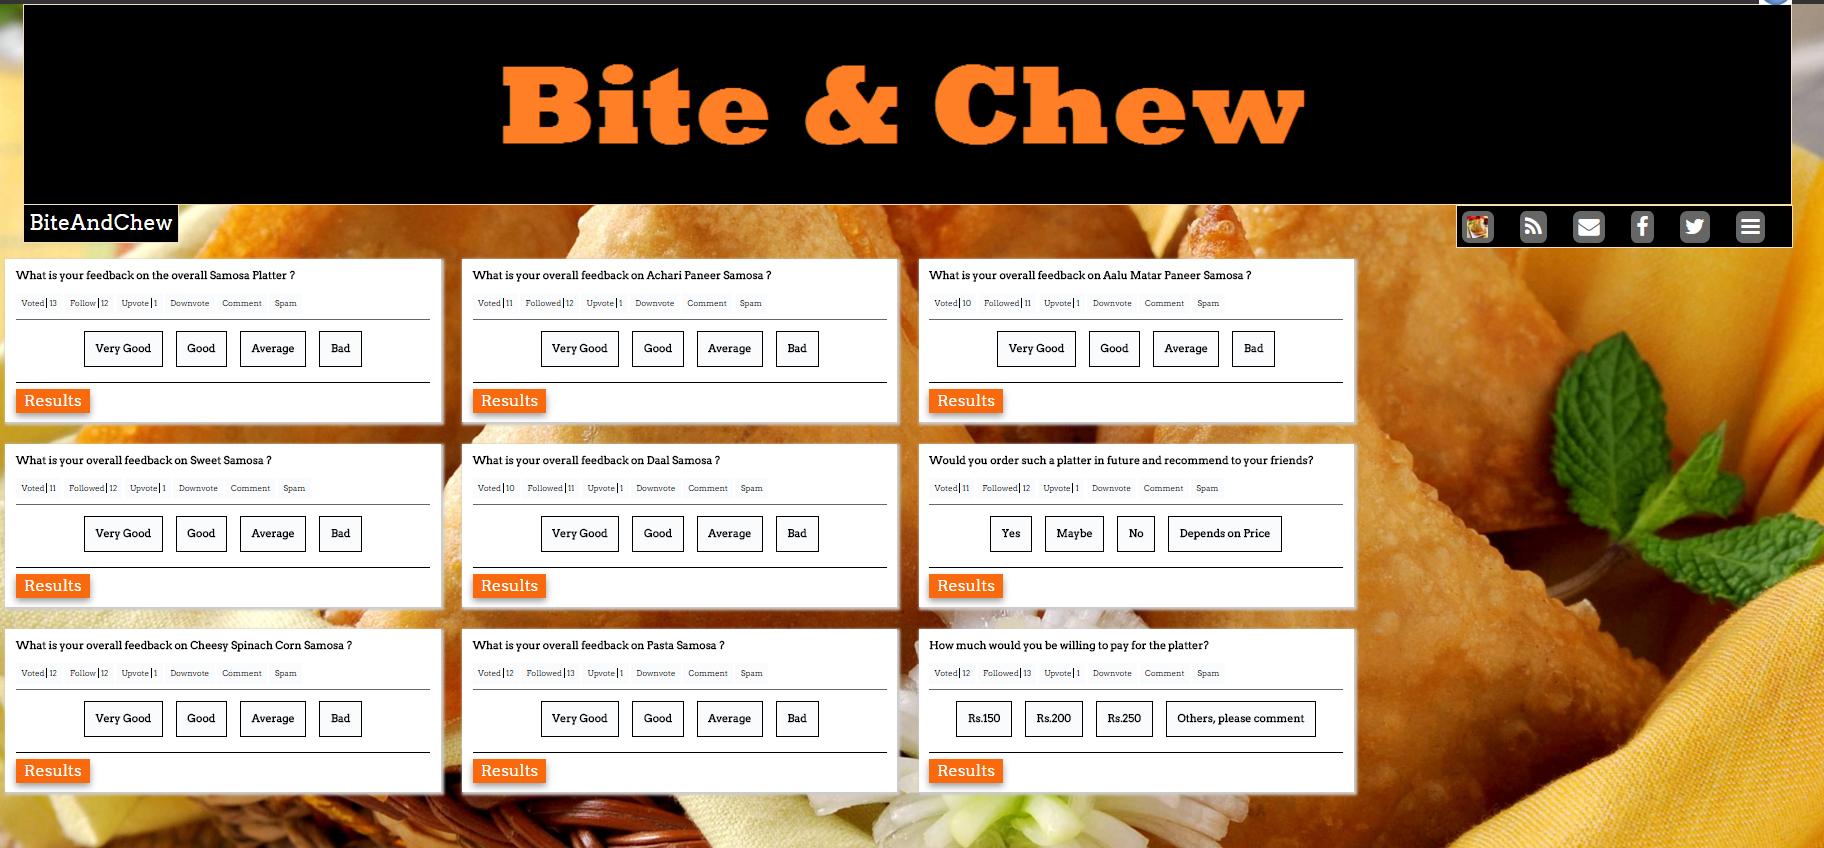 Bite & Chew
BiteAndChew
What is your feedback on the overall Samosa Platter ?
Voted|13 Follow|12 Upvote|1 Downvote Comment Spam
Very Good Good Average Bad
Results
What is your overall feedback on Achari Paneer Samosa ?
Voted|11 Followed|12 Upvote|1 Downvote Comment Spam
Very Good Good Average Bad
Results
What is your overall feedback on Aalu Matar Paneer Samosa ?
Voted|10 Followed|11 Upvote|1 Downvote Comment Spam
Very Good Good Average Bad
Results
What is your overall feedback on Sweet Samosa ?
Voted|11 Followed|12 Upvote|1 Downvote Comment Spam
Very Good Good Average Bad
Results
What is your overall feedback on Daal Samosa ?
Voted|10 Followed|11 Upvote|1 Downvote Comment Spam
Very Good Good Average Bad
Results
Would you order such a platter in future and recommend to your friends?
Voted|11 Followed|12 Upvote|1 Downvote Comment Spam
Yes Maybe No Depends on Price
Results
What is your overall feedback on Cheesy Spinach Corn Samosa ?
Voted|12 Follow|12 Upvote|1 Downvote Comment Spam
Very Good Good Average Bad
Results
What is your overall feedback on Pasta Samosa ?
Voted|12 Followed|13 Upvote|1 Downvote Comment Spam
Very Good Good Average Bad
Results
How much would you be willing to pay for the platter?
Voted|12 Followed|13 Upvote|1 Downvote Comment Spam
Rs.150 Rs.200 Rs.250 Others, please comment
Results